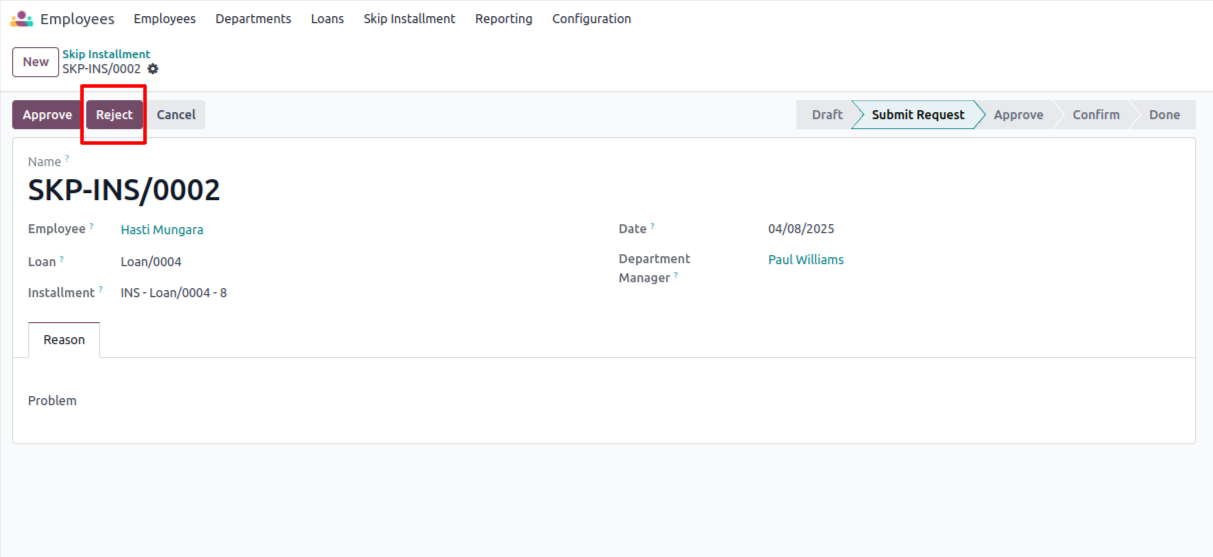 Employees Employees Departments Loans Skip Installment Reporting Configuration
New Skip Installment
SKP-INS/0002
Approve Reject Cancel Draft Submit Request Approve Confirm Done
Name ?
SKP-INS/0002
Employee ? Hasti Mungara Date ? 04/08/2025
Loan ? Loan/0004 Department Manager ? Paul Williams
Installment ? INS - Loan/0004 - 8
Reason
Problem